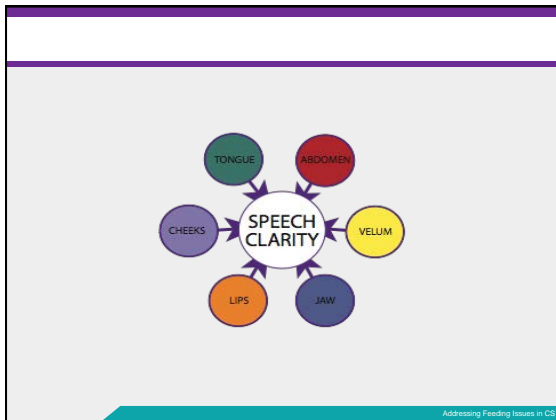 TONGUE
ABDOMEN
CHEEKS
SPEECH
CLARITY
VELUM
LIPS
JAW
Addressing Feeding Issues in CS